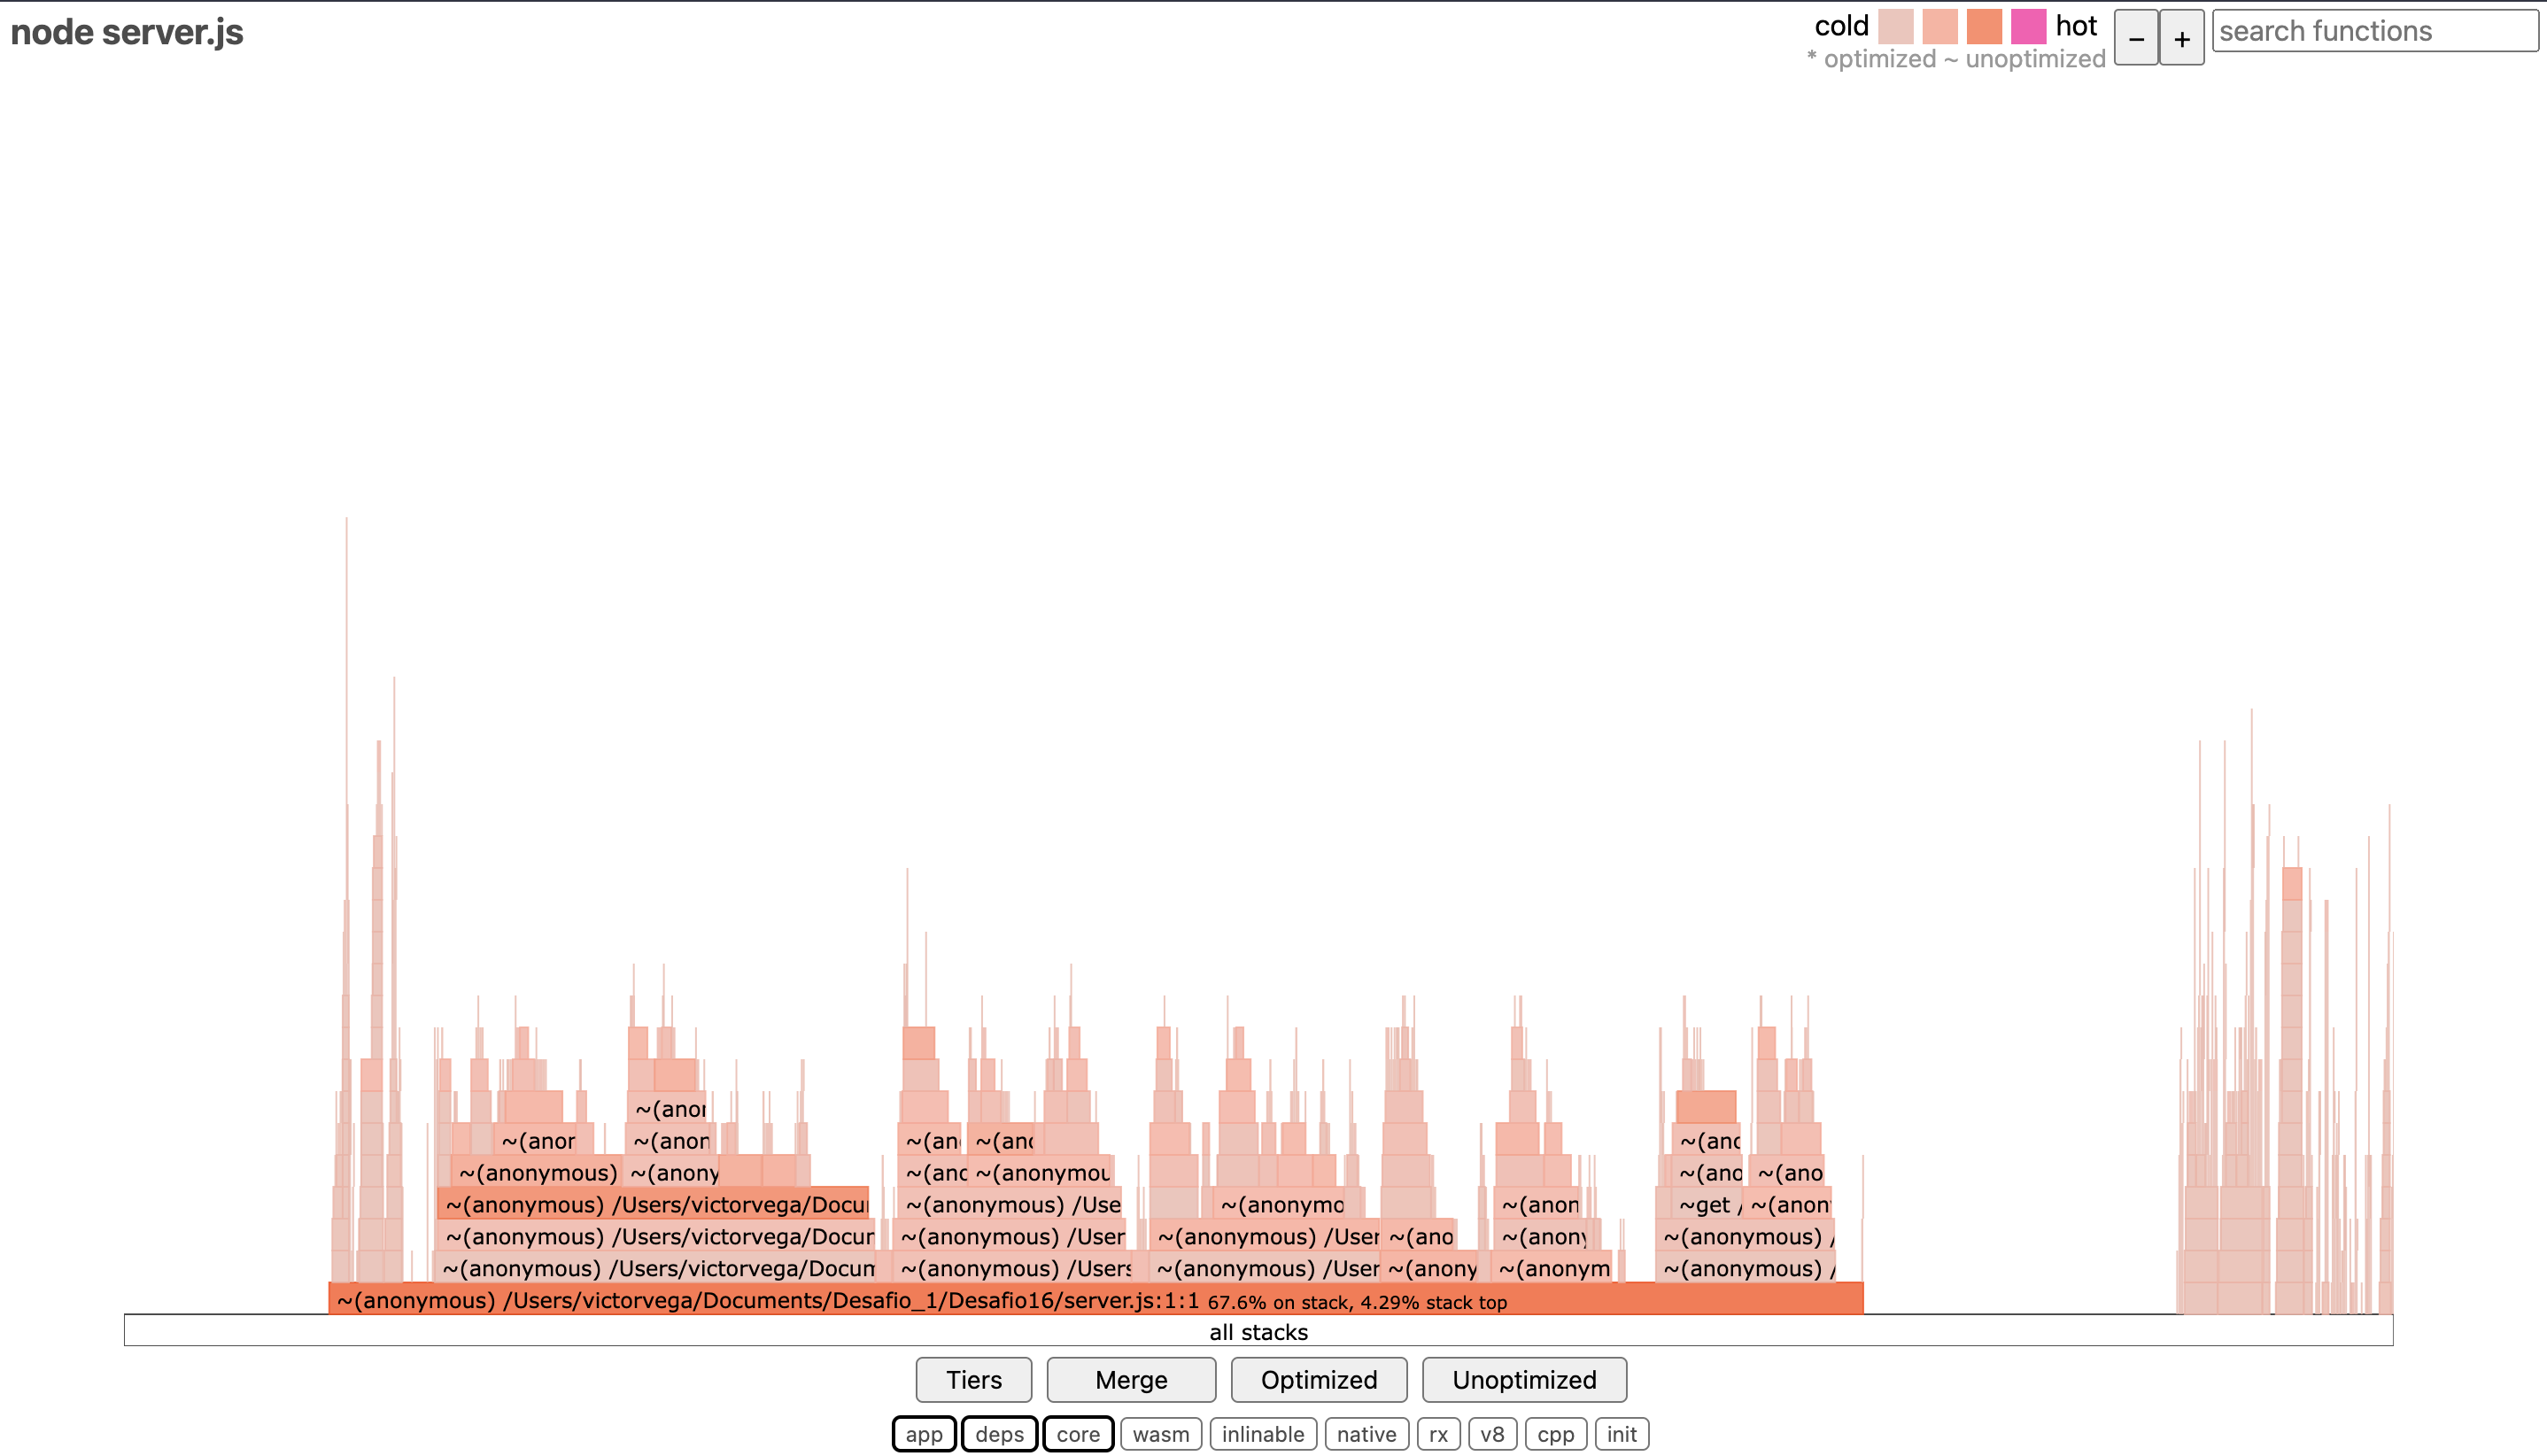 node server.js
cold hot
* optimized ~ unoptimized
− +
search functions
~(anor
~(anor ~(anon ~(an ~(anc ~(anc
~(anonymous) ~(anony ~(anc ~(anonymou ~(ano ~(ano
~(anonymous) /Users/victorvega/Docu ~(anonymous) /Use ~(anonymo ~(anon ~get / ~(anon
~(anonymous) /Users/victorvega/Docur ~(anonymous) /User ~(anonymous) /User ~(ano ~(anony ~(anonymous) /
~(anonymous) /Users/victorvega/Docum ~(anonymous) /Users ~(anonymous) /User ~(anony ~(anonym ~(anonymous) /
~(anonymous) /Users/victorvega/Documents/Desafio_1/Desafio16/server.js:1:1 67.6% on stack, 4.29% stack top
all stacks
Tiers Merge Optimized Unoptimized
app deps core wasm inlinable native rx v8 cpp init